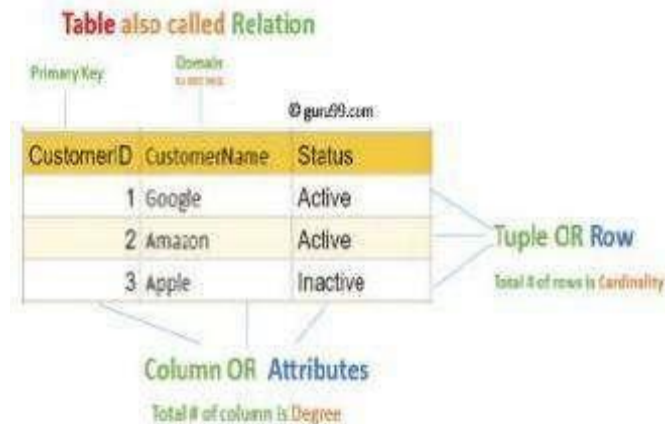 Table also called Relation
Primary Key
Domain
© guru99.com
CustomerID CustomerName Status
1 Google Active
2 Amazon Active
3 Apple Inactive
Tuple OR Row
Total # of rows is Cardinality
Column OR Attributes
Total # of column is Degree